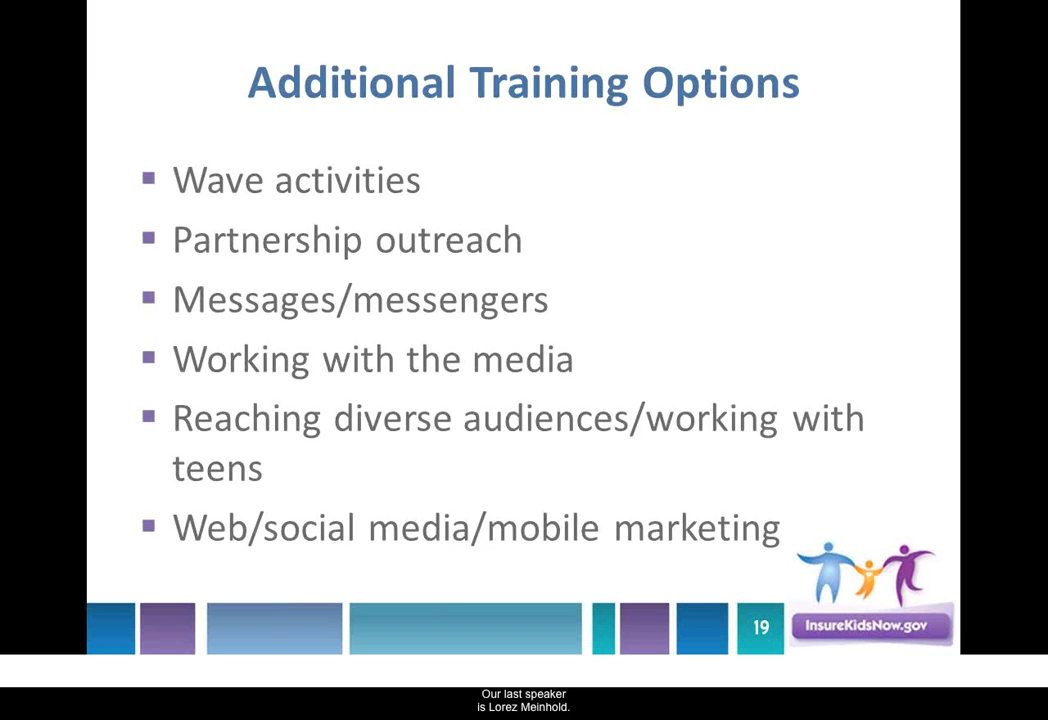 Additional Training Options
Wave activities
Partnership outreach
Messages/messengers
Working with the media
Reaching diverse audiences/working with
teens
Web/social media/mobile marketing
19
InsureKidsNow.gov
Our last speaker
is Lorez Meinhold.